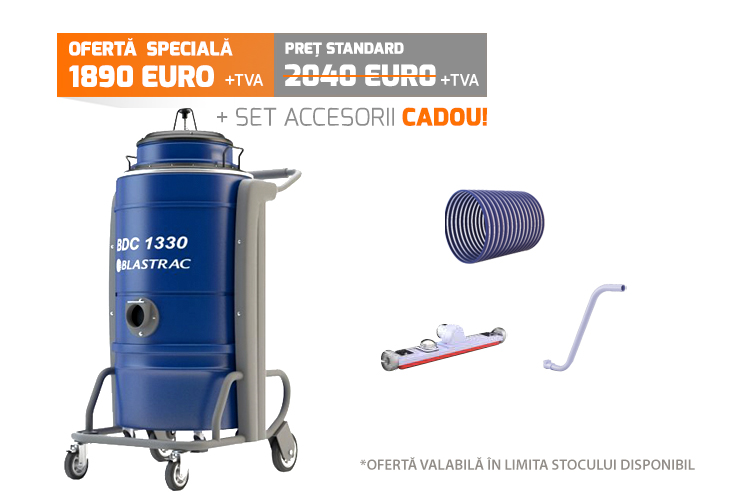 OFERTĂ SPECIALĂ
1890 EURO +TVA
PREȚ STANDARD
2040 EURO +TVA
+ SET ACCESORII CADOU!
BDC 1330
BLASTRAC
*OFERTĂ VALABILĂ ÎN LIMITA STOCULUI DISPONIBIL